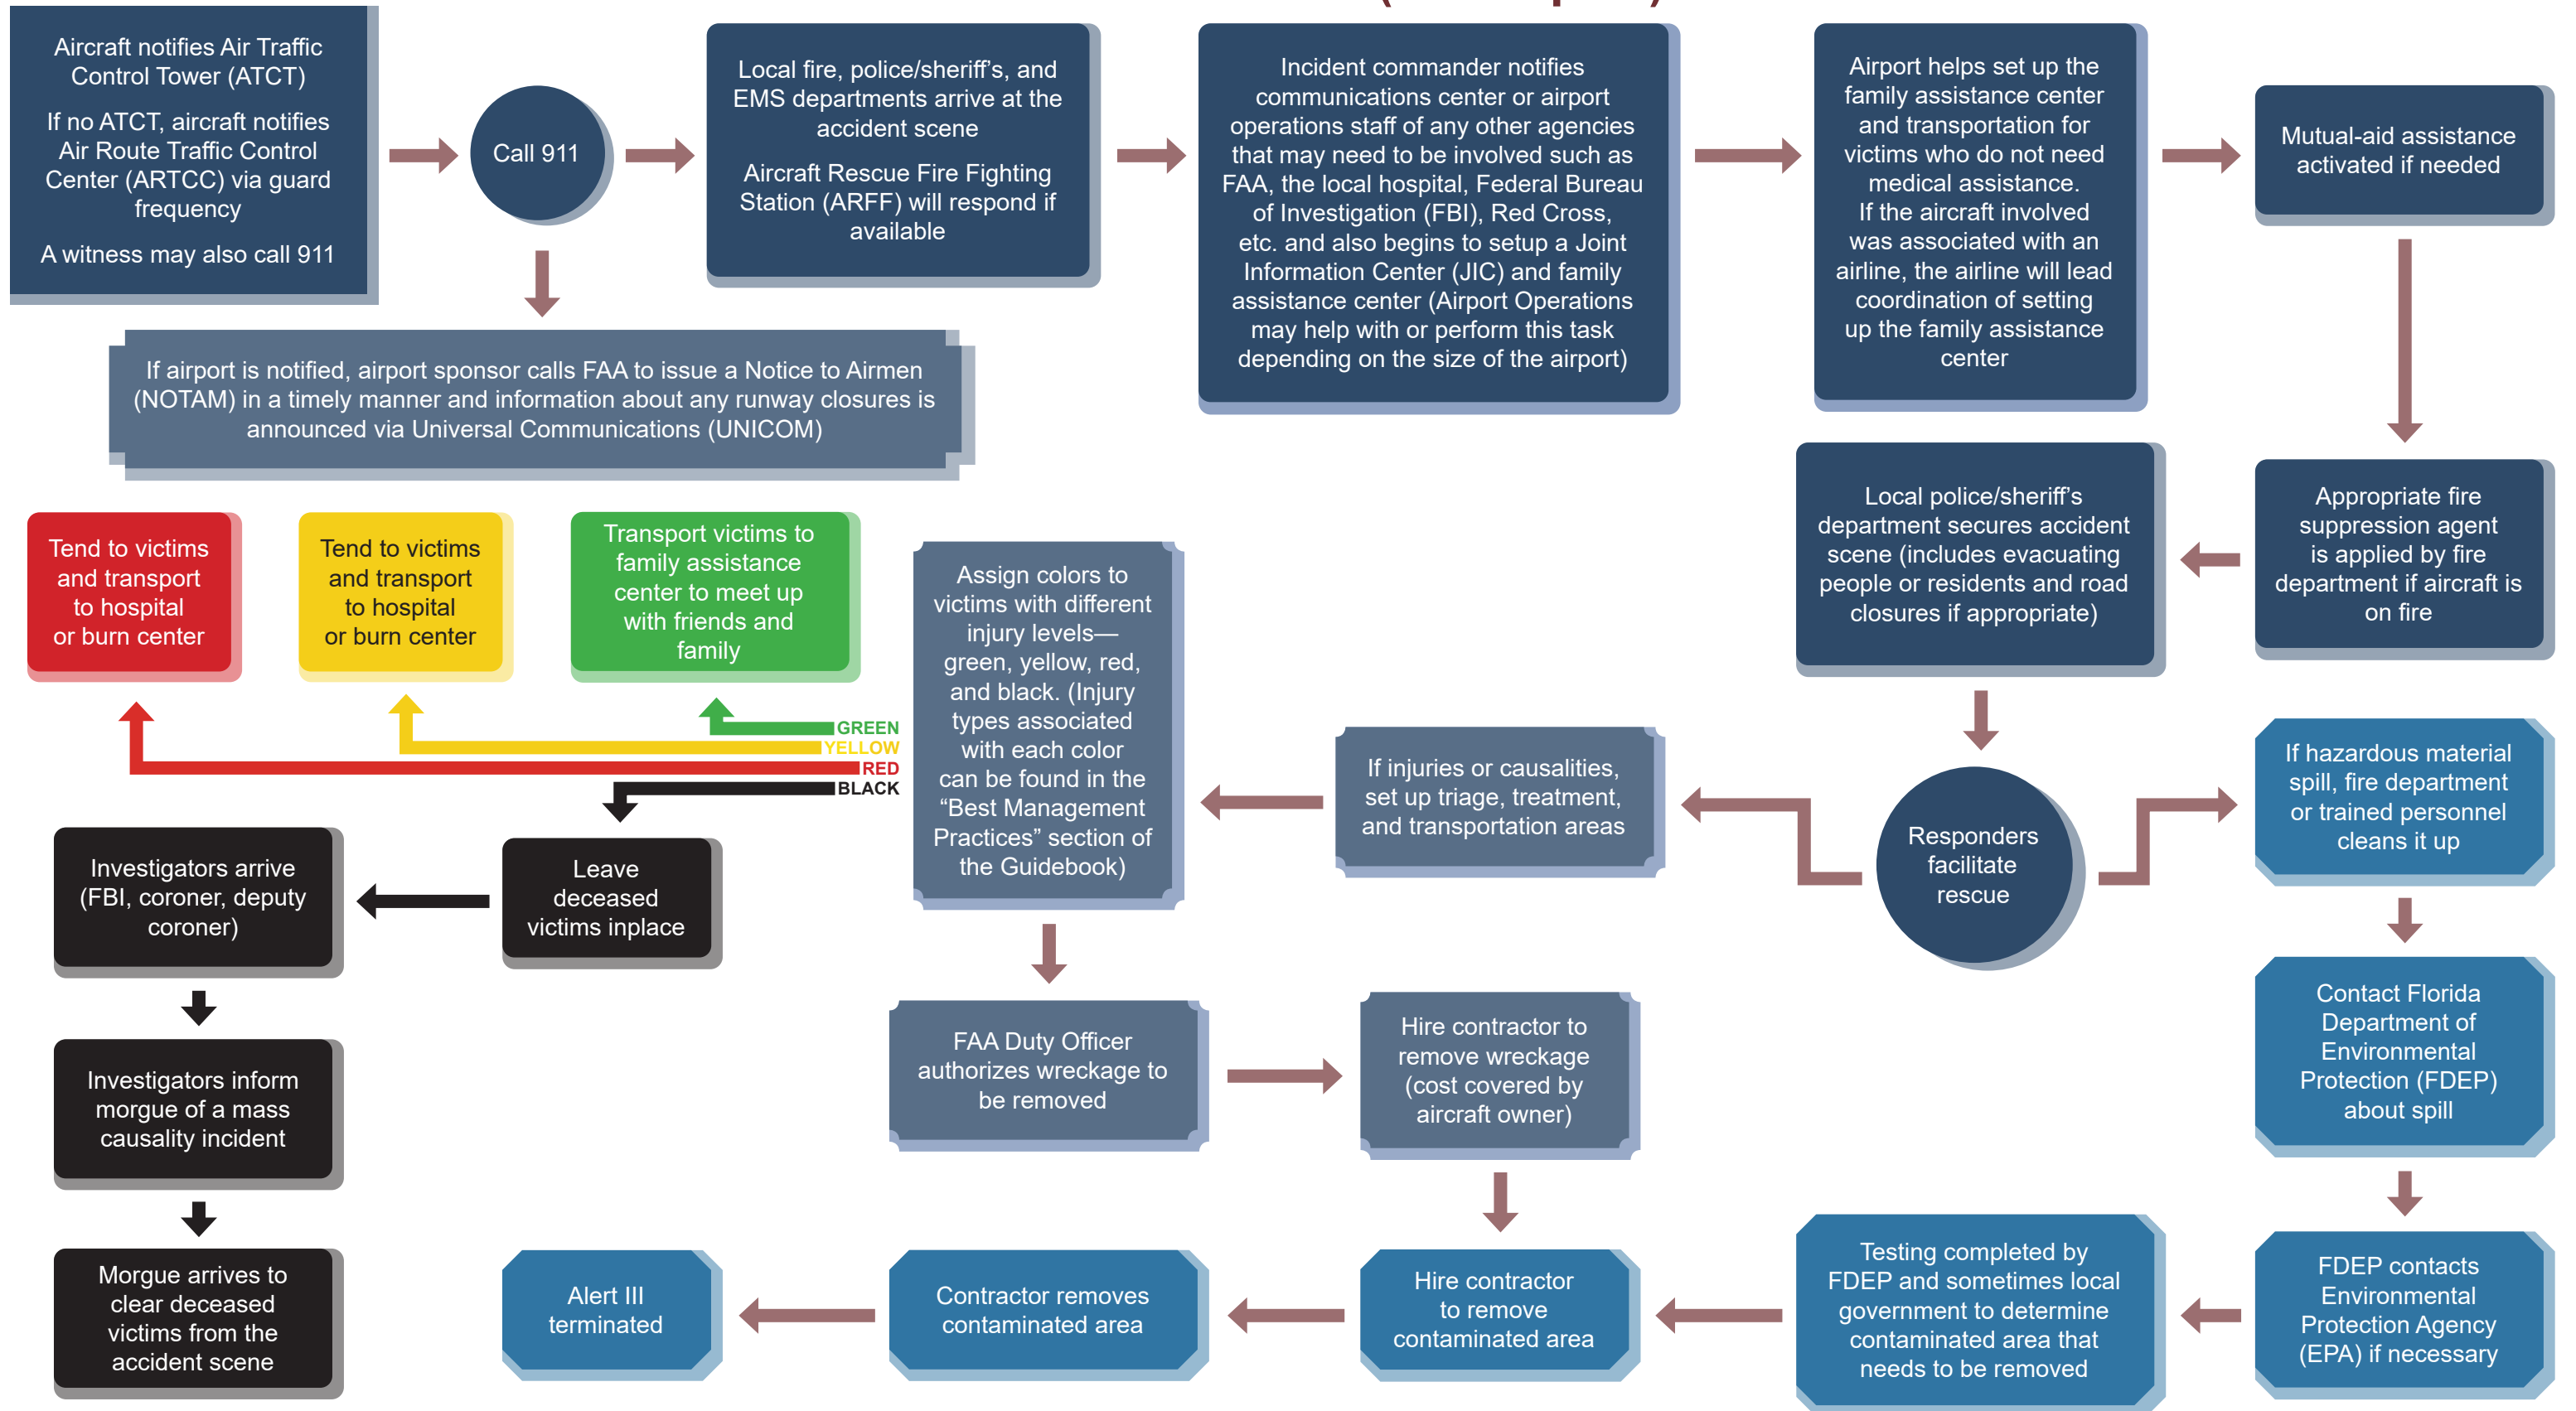 Aircraft notifies Air Traffic
Control Tower (ATCT)
If no ATCT, aircraft notifies
Air Route Traffic Control
Center (ARTCC) via guard
frequency
A witness may also call 911
Call 911
Local fire, police/sheriff’s, and
EMS departments arrive at the
accident scene
Aircraft Rescue Fire Fighting
Station (ARFF) will respond if
available
Incident commander notifies
communications center or airport
operations staff of any other agencies
that may need to be involved such as
FAA, the local hospital, Federal Bureau
of Investigation (FBI), Red Cross,
etc. and also begins to setup a Joint
Information Center (JIC) and family
assistance center (Airport Operations
may help with or perform this task
depending on the size of the airport)
Airport helps set up the
family assistance center
and transportation for
victims who do not need
medical assistance.
If the aircraft involved
was associated with an
airline, the airline will lead
coordination of setting
up the family assistance
center
Mutual-aid assistance
activated if needed
If airport is notified, airport sponsor calls FAA to issue a Notice to Airmen
(NOTAM) in a timely manner and information about any runway closures is
announced via Universal Communications (UNICOM)
Appropriate fire
suppression agent
is applied by fire
department if aircraft is
on fire
Local police/sheriff’s
department secures accident
scene (includes evacuating
people or residents and road
closures if appropriate)
Responders
facilitate
rescue
If injuries or causalities,
set up triage, treatment,
and transportation areas
Assign colors to
victims with different
injury levels—
green, yellow, red,
and black. (Injury
types associated
with each color
can be found in the
“Best Management
Practices” section of
the Guidebook)
GREEN
YELLOW
RED
BLACK
Transport victims to
family assistance
center to meet up
with friends and
family
Tend to victims
and transport
to hospital
or burn center
Tend to victims
and transport
to hospital
or burn center
Leave
deceased
victims inplace
Investigators arrive
(FBI, coroner, deputy
coroner)
Investigators inform
morgue of a mass
causality incident
Morgue arrives to
clear deceased
victims from the
accident scene
FAA Duty Officer
authorizes wreckage to
be removed
Hire contractor to
remove wreckage
(cost covered by
aircraft owner)
If hazardous material
spill, fire department
or trained personnel
cleans it up
Contact Florida
Department of
Environmental
Protection (FDEP)
about spill
FDEP contacts
Environmental
Protection Agency
(EPA) if necessary
Testing completed by
FDEP and sometimes local
government to determine
contaminated area that
needs to be removed
Hire contractor
to remove
contaminated area
Contractor removes
contaminated area
Alert III
terminated